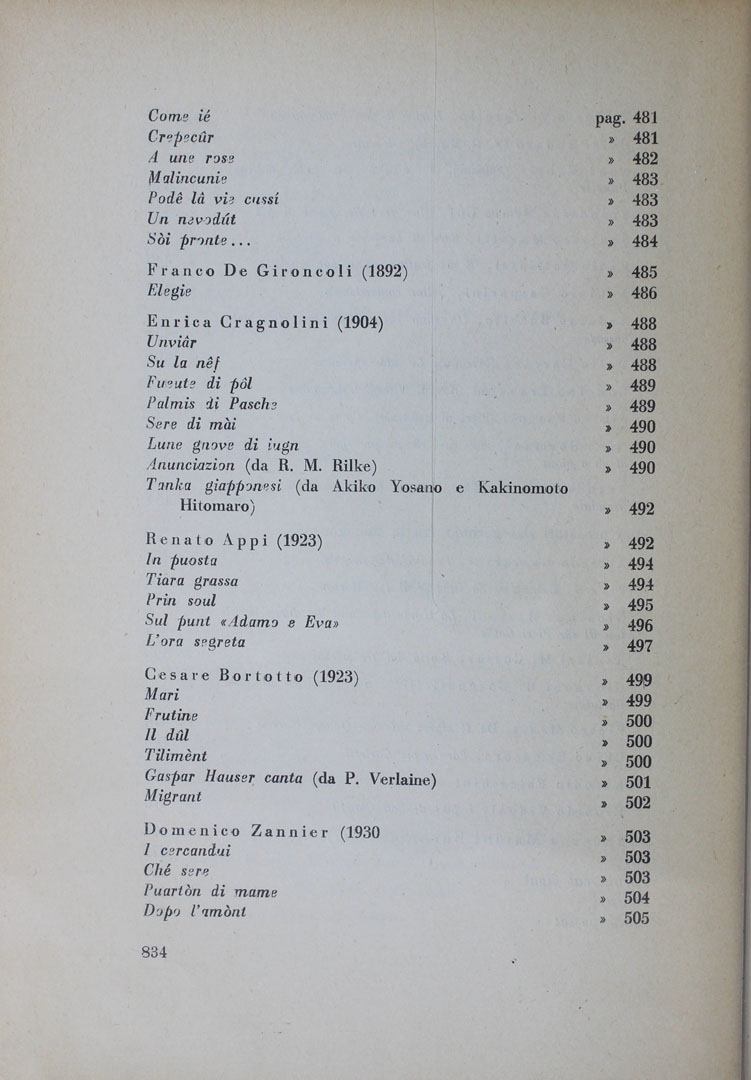 Come ié pag. 481
Crepecûr » 481
A une rose » 482
Malincunie » 483
Podê lâ vie cussí » 483
Un nevodút » 483
Sòi pronte... » 484
Franco De Gironcoli (1892) » 485
Elegie » 486
Enrica Cragnolini (1904) » 488
Unviâr » 488
Su la nêf » 488
Fueute di pôl » 489
Palmis di Pasche » 489
Sere di mài » 490
Lune gnove di iugn » 490
Anunciazion (da R. M. Rilke) » 490
Tanka giapponesi (da Akiko Yosano e Kakinomoto
Hitomaro) » 492
Renato Appi (1923) » 492
In puosta » 494
Tiara grassa » 494
Prin soul » 495
Sul punt «Adamo e Eva» » 496
L'ora segreta » 497
Cesare Bortotto (1923) » 499
Mari » 499
Frutine » 500
Il dûl » 500
Tilimènt » 500
Gaspar Hauser canta (da P. Verlaine) » 501
Migrant » 502
Domenico Zannier (1930 » 503
I cercandui » 503
Ché sere » 503
Puartòn di mame » 504
Dopo l'amònt » 505
834